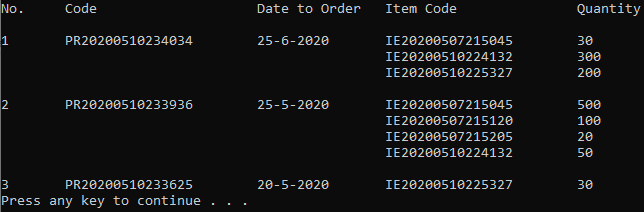 No.     Code                    Date to Order   Item Code             Quantity
1       PR20200510234034        25-6-2020       IE20200507215045        30
                                                IE20200510224132        300
                                                IE20200510225327        200
2       PR20200510233936        25-5-2020       IE20200507215045        500
                                                IE20200507215120        100
                                                IE20200507215205        20
                                                IE20200510224132        50
3       PR20200510233625        20-5-2020       IE20200510225327        30
Press any key to continue . . .